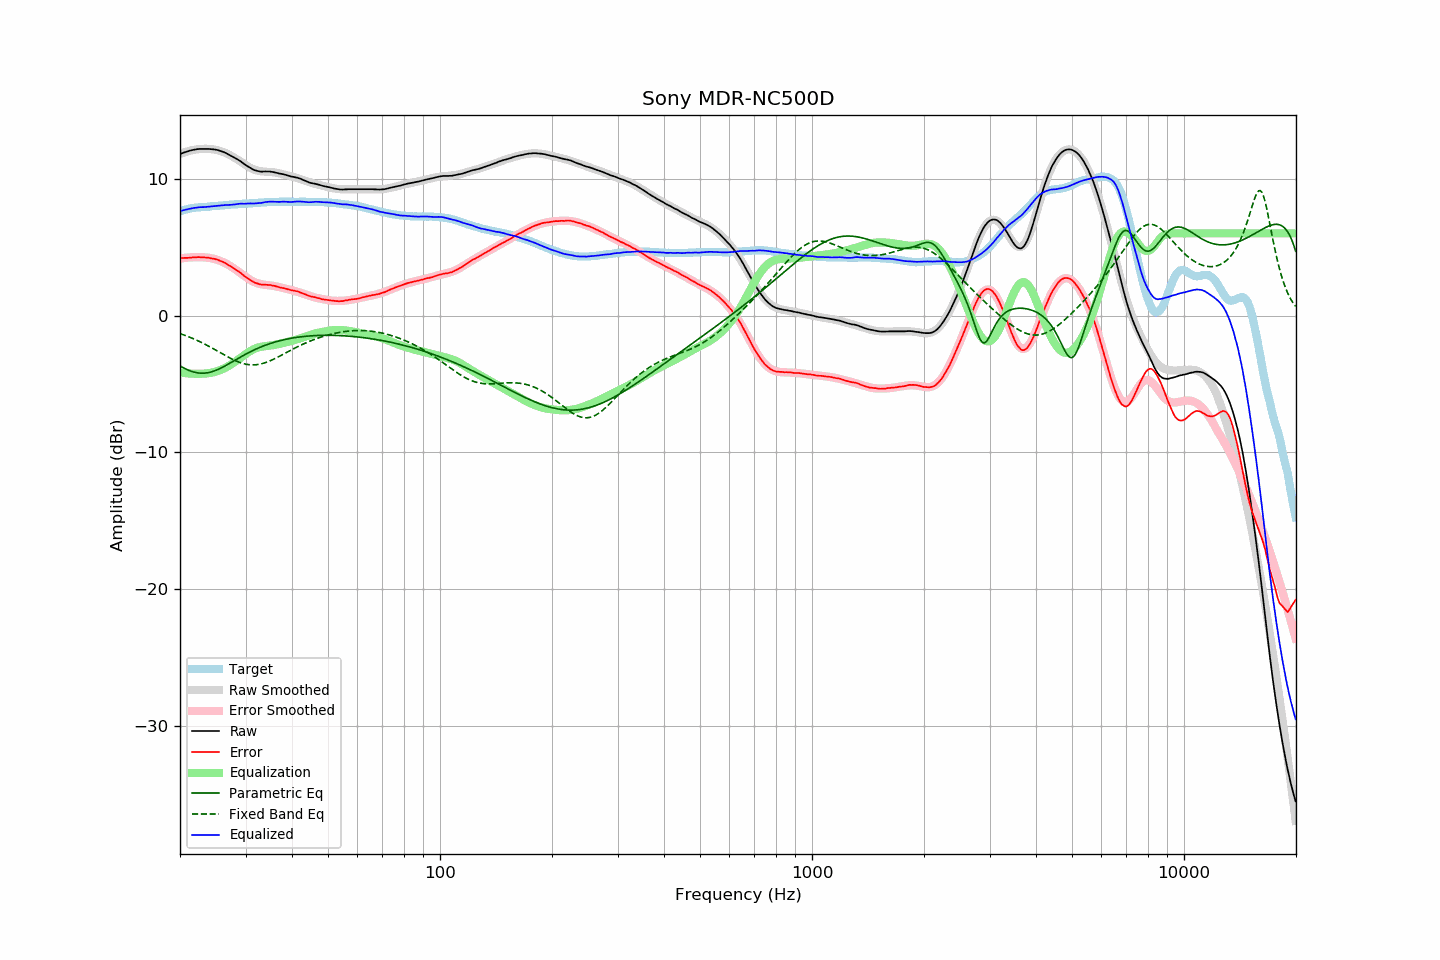 Sony MDR-NC500D
Amplitude (dBr)
10
0
−10
−20
−30
Target
Raw Smoothed
Error Smoothed
Raw
Error
Equalization
Parametric Eq
Fixed Band Eq
Equalized
100
1000
10000
Frequency (Hz)